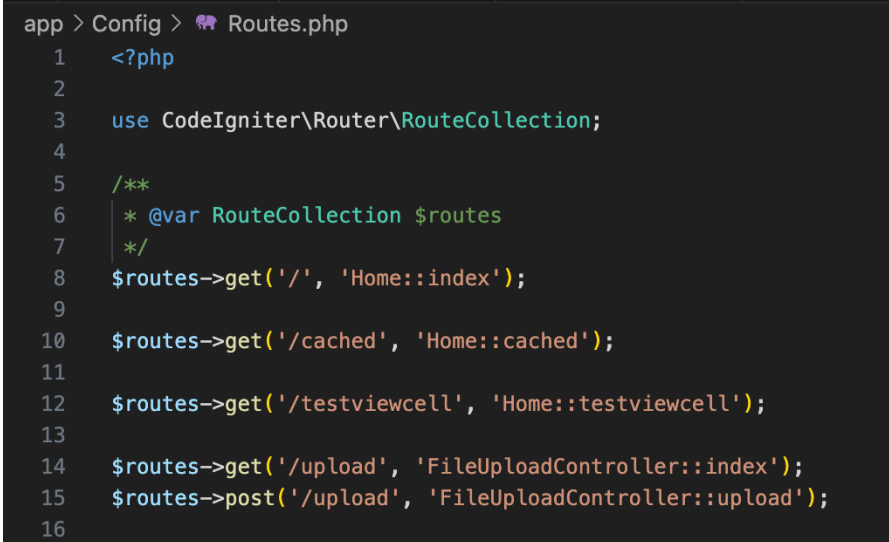 app > Config > Routes.php
1 <?php
2
3 use CodeIgniter\Router\RouteCollection;
4
5 /**
6 * @var RouteCollection $routes
7 */
8 $routes->get('/', 'Home::index');
9
10 $routes->get('/cached', 'Home::cached');
11
12 $routes->get('/testviewcell', 'Home::testviewcell');
13
14 $routes->get('/upload', 'FileUploadController::index');
15 $routes->post('/upload', 'FileUploadController::upload');
16